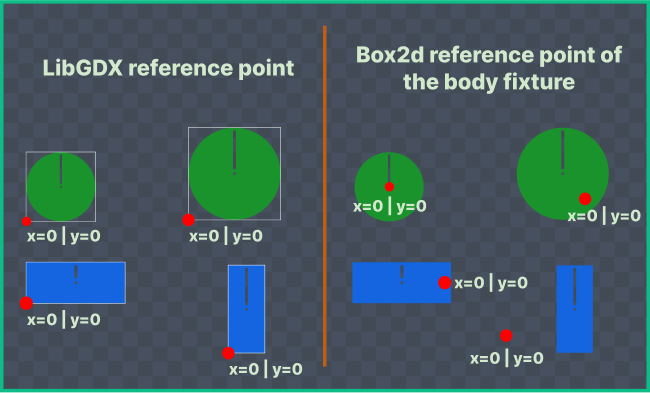 LibGDX reference point
Box2d reference point of
the body fixture
x=0 | y=0
x=0 | y=0
x=0 | y=0
x=0 | y=0
x=0 | y=0
x=0 | y=0
x=0 | y=0
x=0 | y=0